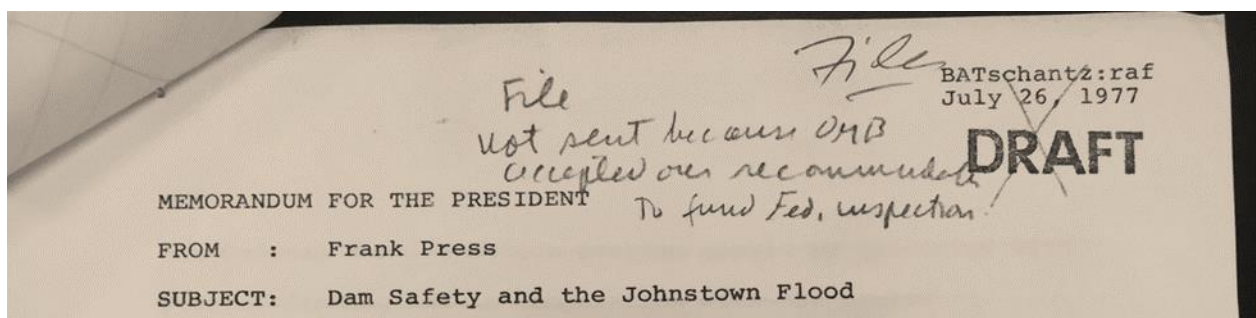 File
BATschantz:raf
July 26, 1977
DRAFT
File
not sent because OMB
accepted our recommendation
to fund Fed. inspection!
MEMORANDUM FOR THE PRESIDENT
FROM : Frank Press
SUBJECT: Dam Safety and the Johnstown Flood